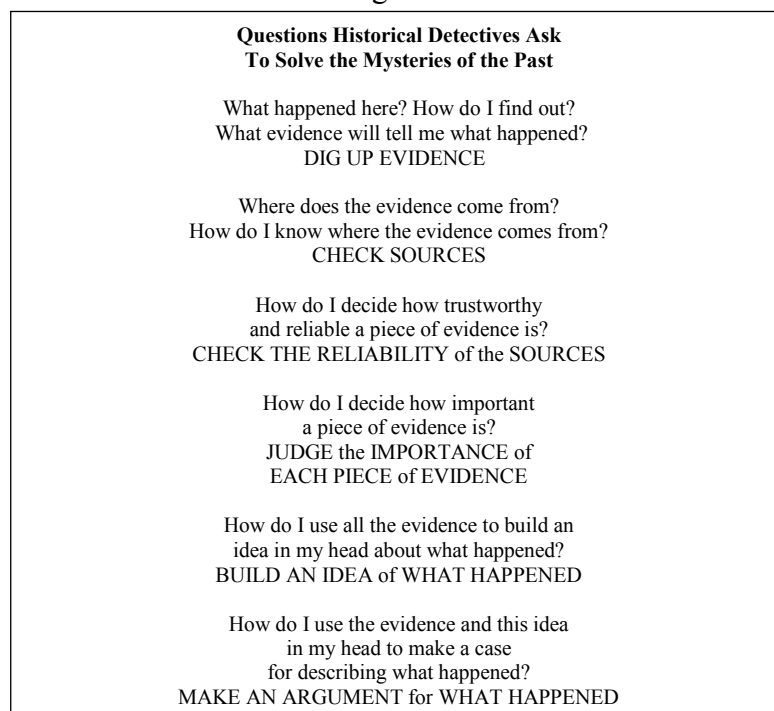 Questions Historical Detectives Ask
To Solve the Mysteries of the Past
What happened here? How do I find out?
What evidence will tell me what happened?
DIG UP EVIDENCE
Where does the evidence come from?
How do I know where the evidence comes from?
CHECK SOURCES
How do I decide how trustworthy
and reliable a piece of evidence is?
CHECK THE RELIABILITY of the SOURCES
How do I decide how important
a piece of evidence is?
JUDGE the IMPORTANCE of
EACH PIECE of EVIDENCE
How do I use all the evidence to build an
idea in my head about what happened?
BUILD AN IDEA of WHAT HAPPENED
How do I use the evidence and this idea
in my head to make a case
for describing what happened?
MAKE AN ARGUMENT for WHAT HAPPENED